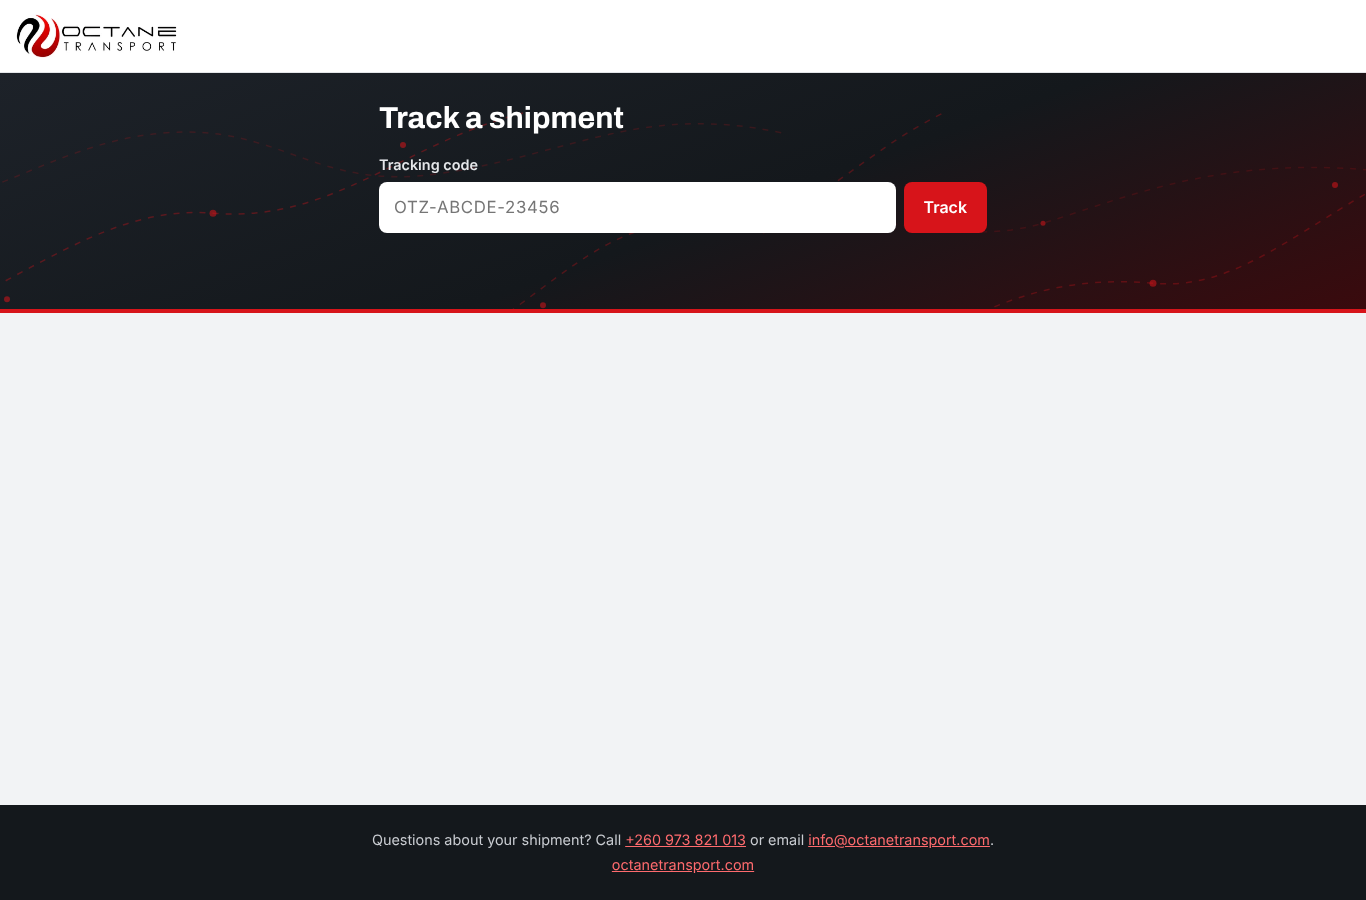 OCTANE
TRANSPORT
Track a shipment
Tracking code
OTZ-ABCDE-23456
Track
Questions about your shipment? Call +260 973 821 013 or email info@octanetransport.com.
octanetransport.com